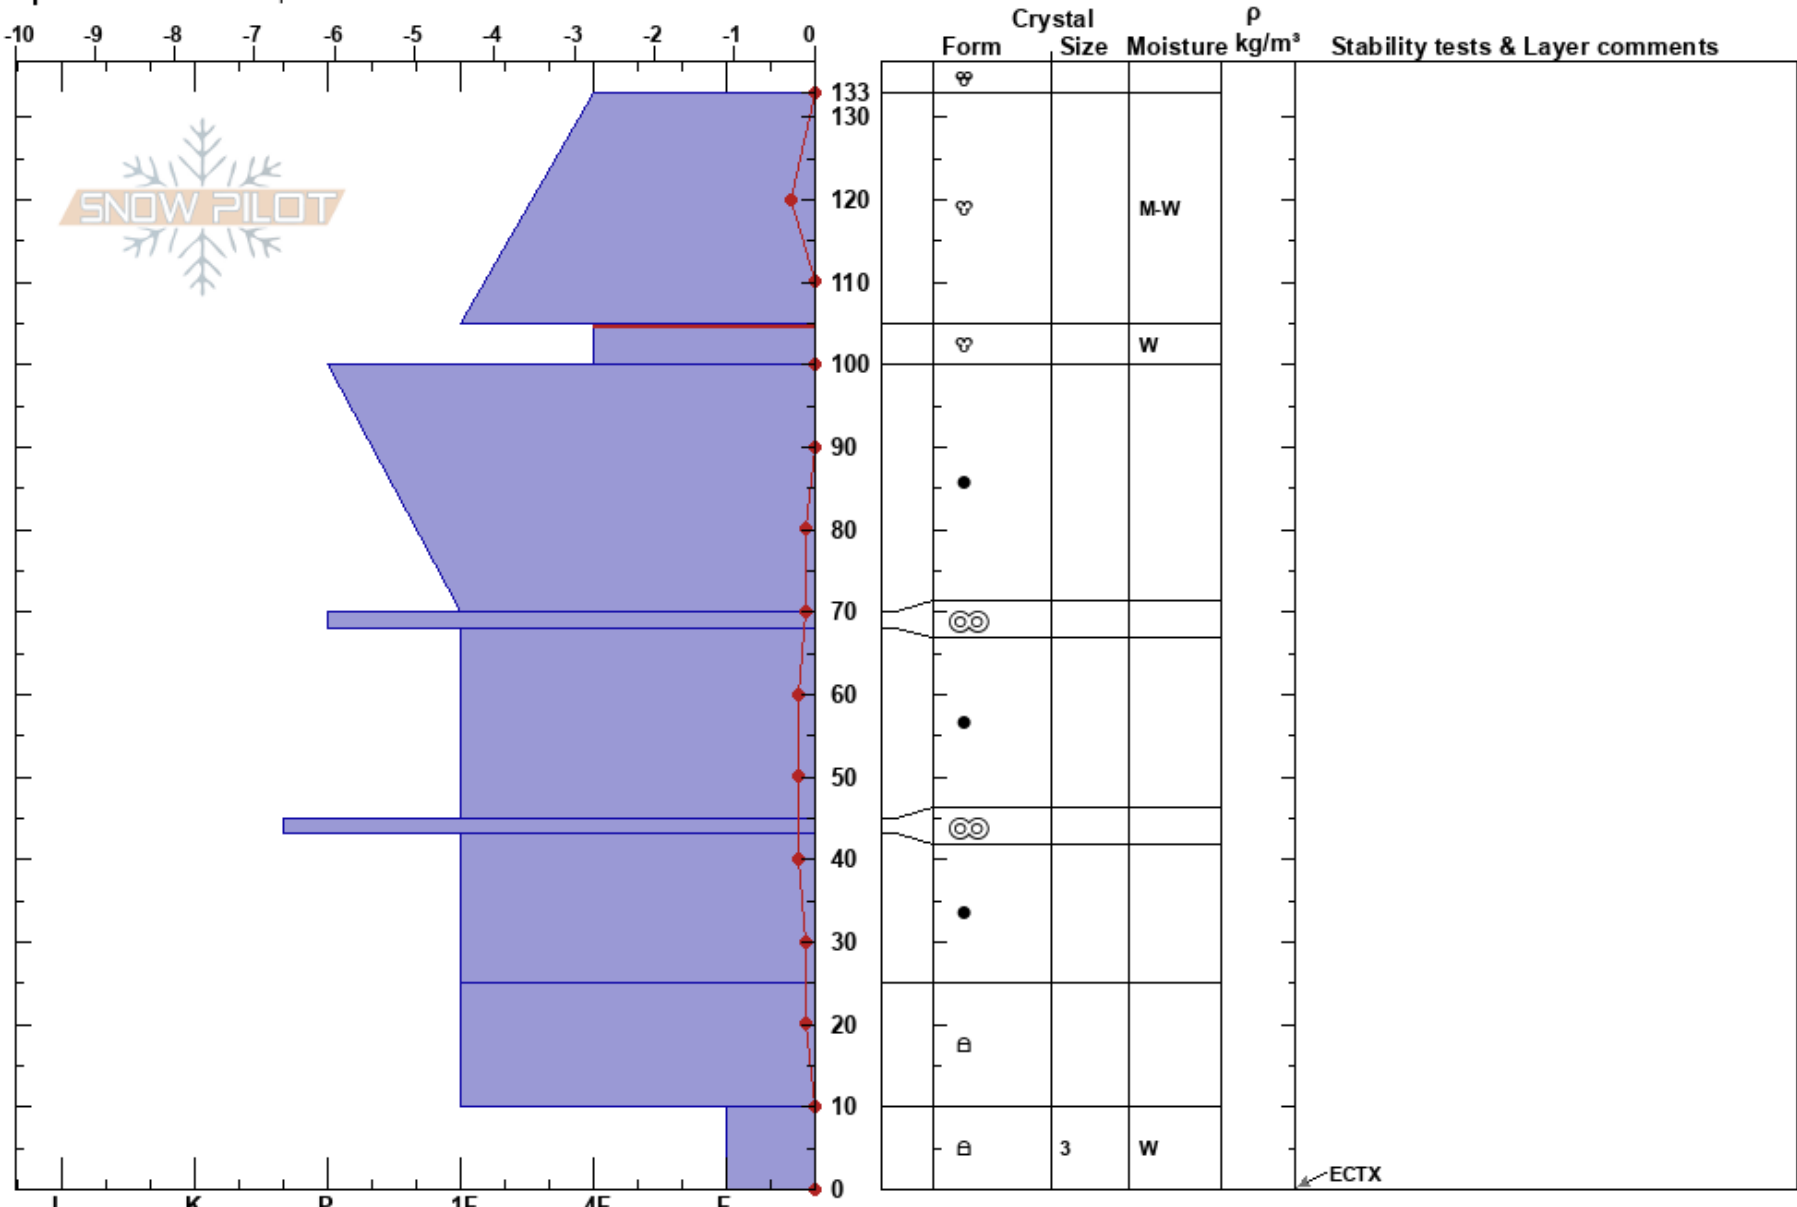 Crystal ρ
-10 -9 -8 -7 -6 -5 -4 -3 -2 -1 0 Form Size Moisture kg/m³ Stability tests & Layer comments
133
130
SNOW PILOT
120 M-W
110
W
100
90
80
70
60
50
40
30
20
10
3 W
ECTX
0
I K P 1F 4F F